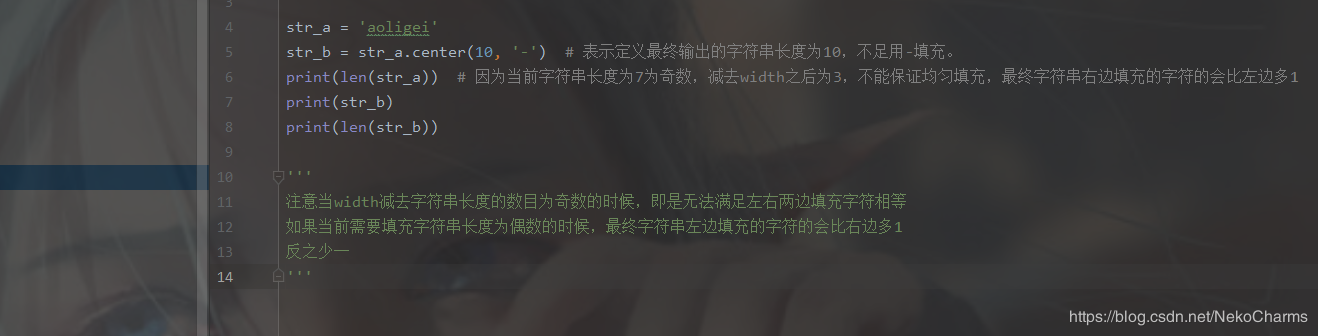 3
4 str_a = 'aoligei'
5 str_b = str_a.center(10, '-')  # 表示定义最终输出的字符串长度为10，不足用-填充。
6 print(len(str_a))  # 因为当前字符串长度为7为奇数，减去width之后为3，不能保证均匀填充，最终字符串右边填充的字符的会比左边多1
7 print(str_b)
8 print(len(str_b))
9
10 '''
11 注意当width减去字符串长度的数目为奇数的时候，即是无法满足左右两边填充字符相等
12 如果当前需要填充字符串长度为偶数的时候，最终字符串左边填充的字符的会比右边多1
13 反之少一
14 '''
https://blog.csdn.net/NekoCharms